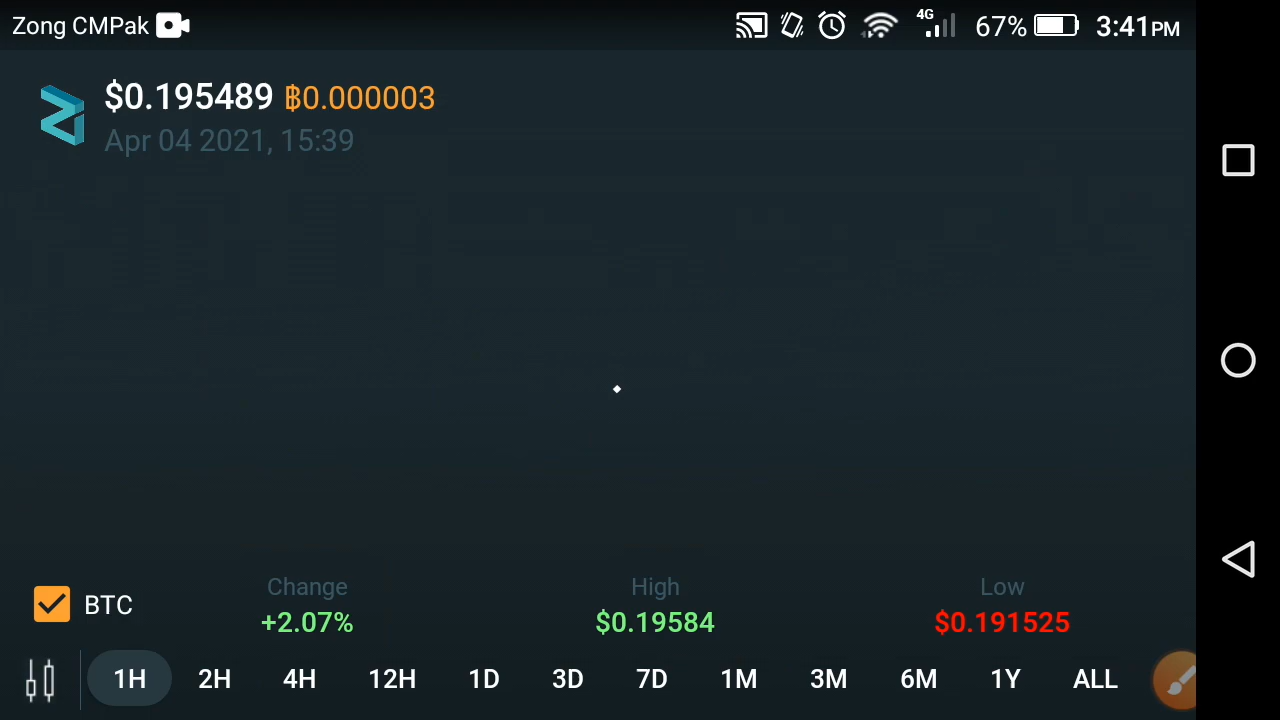 Zong CMPak 4G 67% 3:41PM
$0.195489 ฿0.000003
Apr 04 2021, 15:39
Change High Low
BTC +2.07% $0.19584 $0.191525
1H 2H 4H 12H 1D 3D 7D 1M 3M 6M 1Y ALL